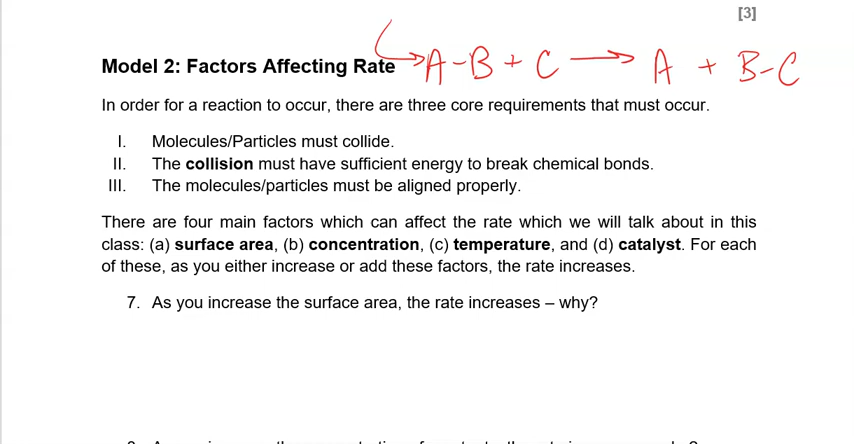 [3]
Model 2: Factors Affecting Rate A-B + C → A + B-C
In order for a reaction to occur, there are three core requirements that must occur.
I. Molecules/Particles must collide.
II. The collision must have sufficient energy to break chemical bonds.
III. The molecules/particles must be aligned properly.
There are four main factors which can affect the rate which we will talk about in this
class: (a) surface area, (b) concentration, (c) temperature, and (d) catalyst. For each
of these, as you either increase or add these factors, the rate increases.
7. As you increase the surface area, the rate increases – why?